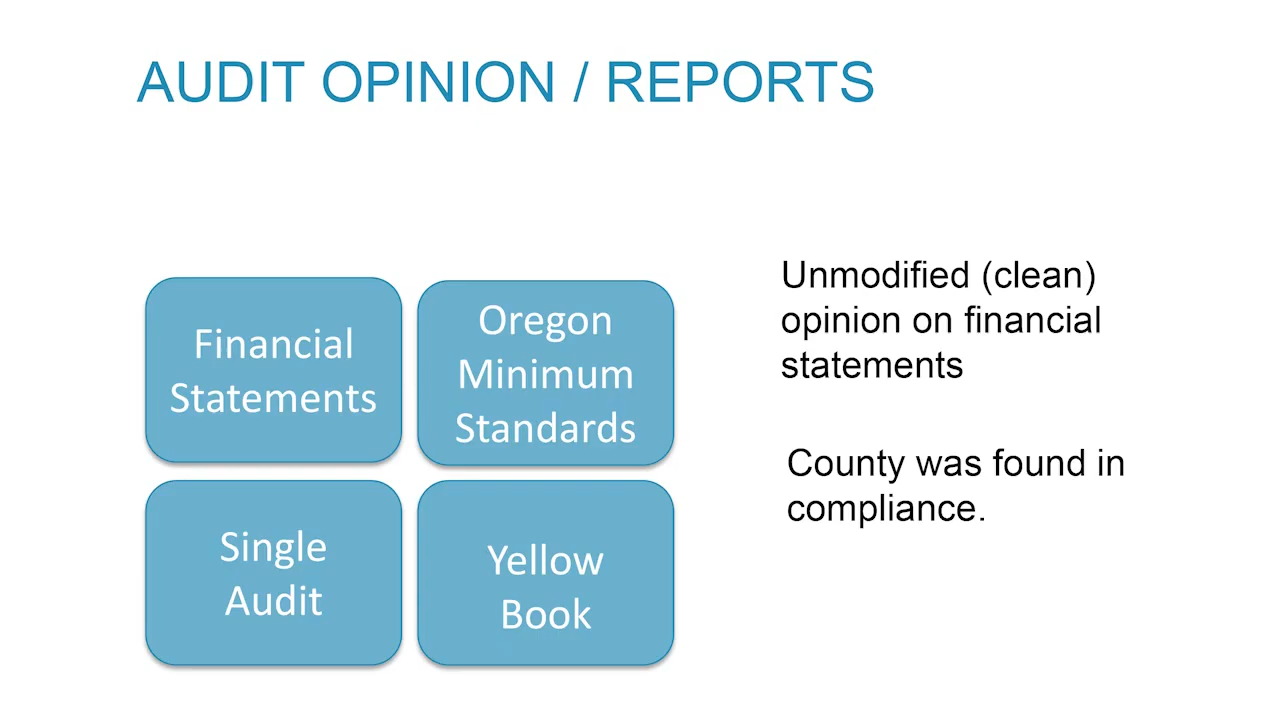 AUDIT OPINION / REPORTS
Financial
Statements
Oregon
Minimum
Standards
Single
Audit
Yellow
Book
Unmodified (clean)
opinion on financial
statements
County was found in
compliance.